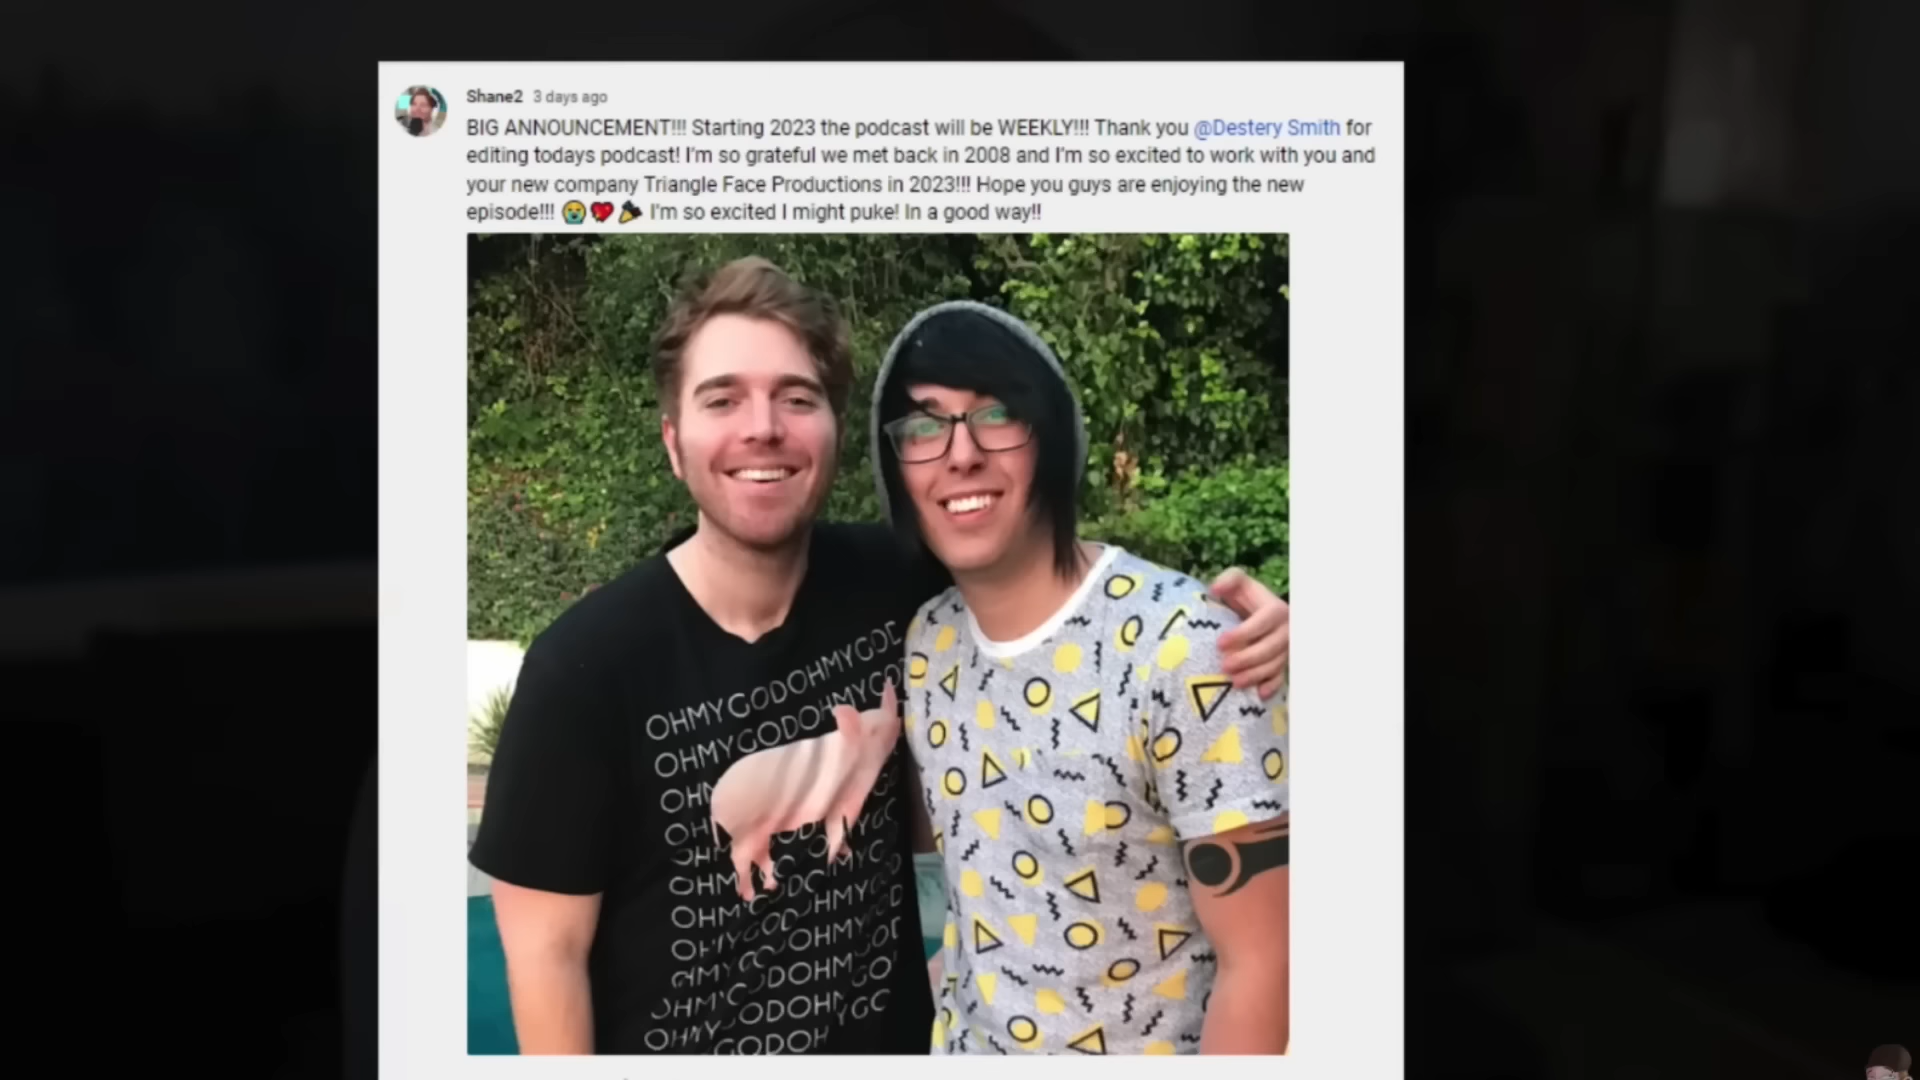 Shane2 3 days ago
BIG ANNOUNCEMENT!!! Starting 2023 the podcast will be WEEKLY!!! Thank you @Destery Smith for
editing todays podcast! I'm so grateful we met back in 2008 and I'm so excited to work with you and
your new company Triangle Face Productions in 2023!!! Hope you guys are enjoying the new
episode!!! 😭💖🎉 I'm so excited I might puke! In a good way!!
OHMYGODOHMYGOD
OHMYGODOHMYGOD